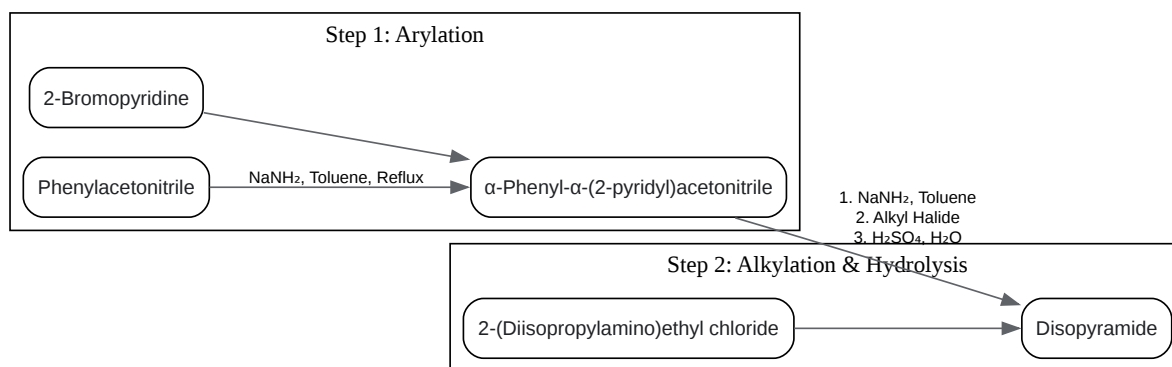 Step 1: Arylation
2-Bromopyridine
Phenylacetonitrile
NaNH₂, Toluene, Reflux
α-Phenyl-α-(2-pyridyl)acetonitrile
1. NaNH₂, Toluene
2. Alkyl Halide
3. H₂SO₄, H₂O
Step 2: Alkylation & Hydrolysis
2-(Diisopropylamino)ethyl chloride
Disopyramide